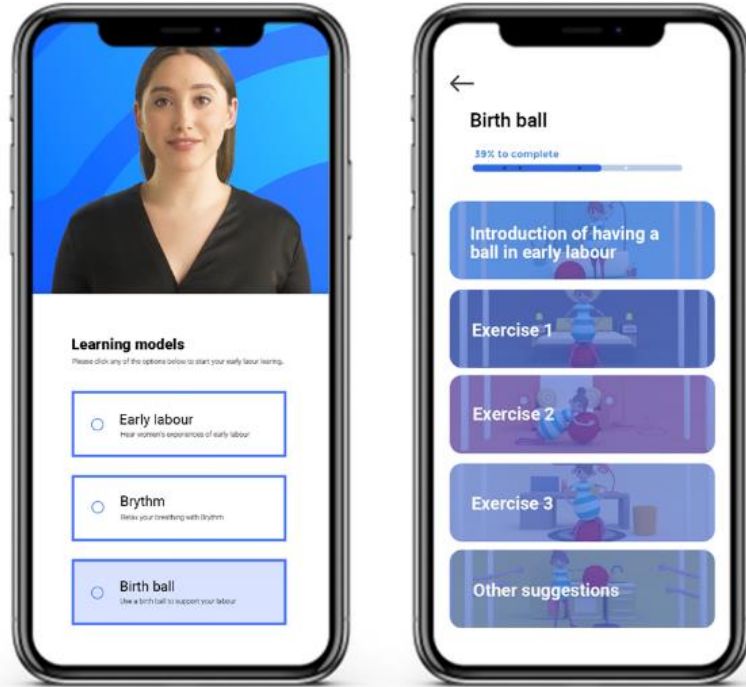 Learning models
Please click any of the options below to start your early laour learing.
Early labour
Hear women's experiences of early labour
Brythm
Relax your breathing with Brythm
Birth ball
Use a birth ball to support your labour
Birth ball
39% to complete
Introduction of having a
ball in early labour
Exercise 1
Exercise 2
Exercise 3
Other suggestions